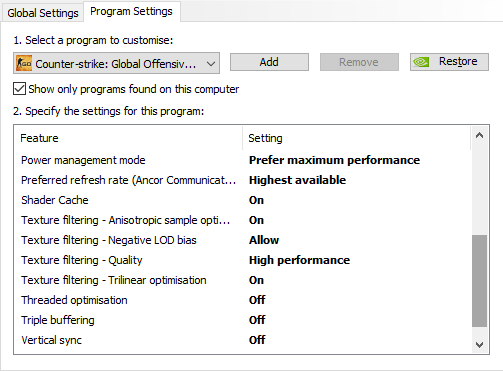 Global Settings Program Settings
1. Select a program to customise:
Counter-strike: Global Offensiv... Add Remove Restore
Show only programs found on this computer
2. Specify the settings for this program:
Feature Setting
Power management mode Prefer maximum performance
Preferred refresh rate (Ancor Communicat... Highest available
Shader Cache On
Texture filtering - Anisotropic sample opti... On
Texture filtering - Negative LOD bias Allow
Texture filtering - Quality High performance
Texture filtering - Trilinear optimisation On
Threaded optimisation Off
Triple buffering Off
Vertical sync Off